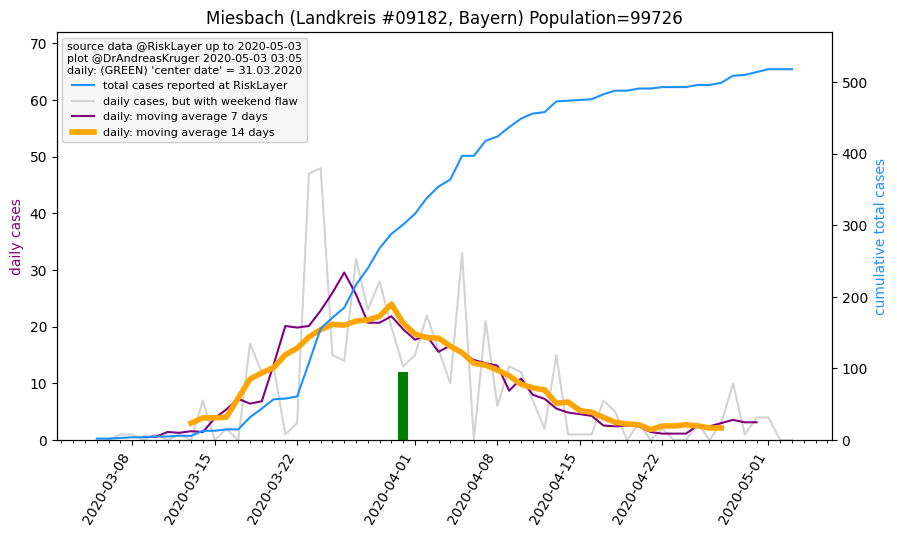 Miesbach (Landkreis #09182, Bayern) Population=99726
source data @RiskLayer up to 2020-05-03
plot @DrAndreasKruger 2020-05-03 03:05
daily: (GREEN) 'center date' = 31.03.2020
total cases reported at RiskLayer
daily cases, but with weekend flaw
daily: moving average 7 days
daily: moving average 14 days
daily cases
70
60
50
40
30
20
10
0
500
400
300
200
100
0
cumulative total cases
2020-03-08
2020-03-15
2020-03-22
2020-04-01
2020-04-08
2020-04-15
2020-04-22
2020-05-01